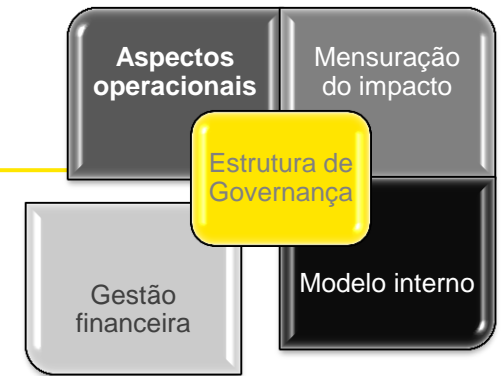 Aspectos
operacionais
Mensuração
do impacto
Estrutura de
Governança
Gestão
financeira
Modelo interno